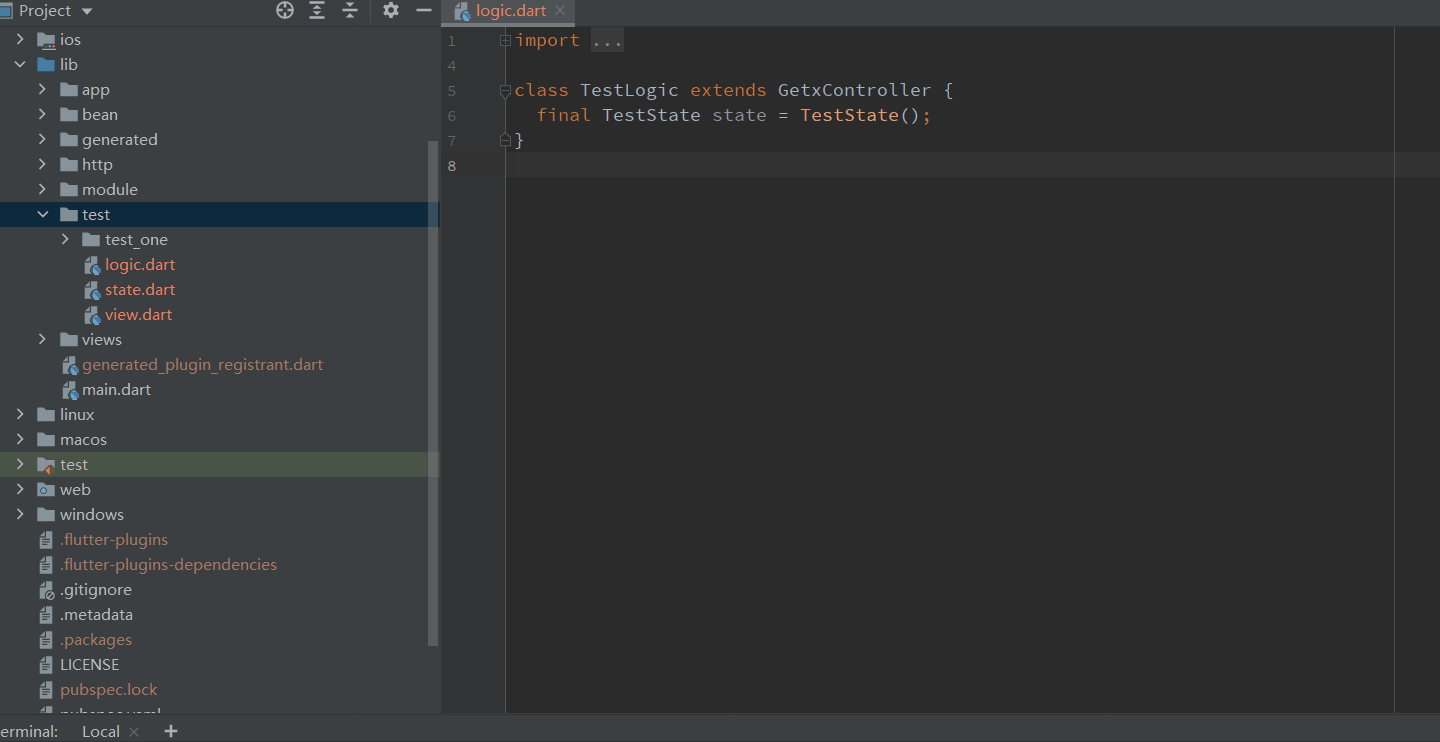 Project
logic.dart
ios
lib
app
bean
generated
http
module
test
test_one
logic.dart
state.dart
view.dart
views
generated_plugin_registrant.dart
main.dart
linux
macos
test
web
windows
.flutter-plugins
.flutter-plugins-dependencies
.gitignore
.metadata
.packages
LICENSE
pubspec.lock
1 import ...
4
5 class TestLogic extends GetxController {
6 final TestState state = TestState();
7 }
8
erminal: Local